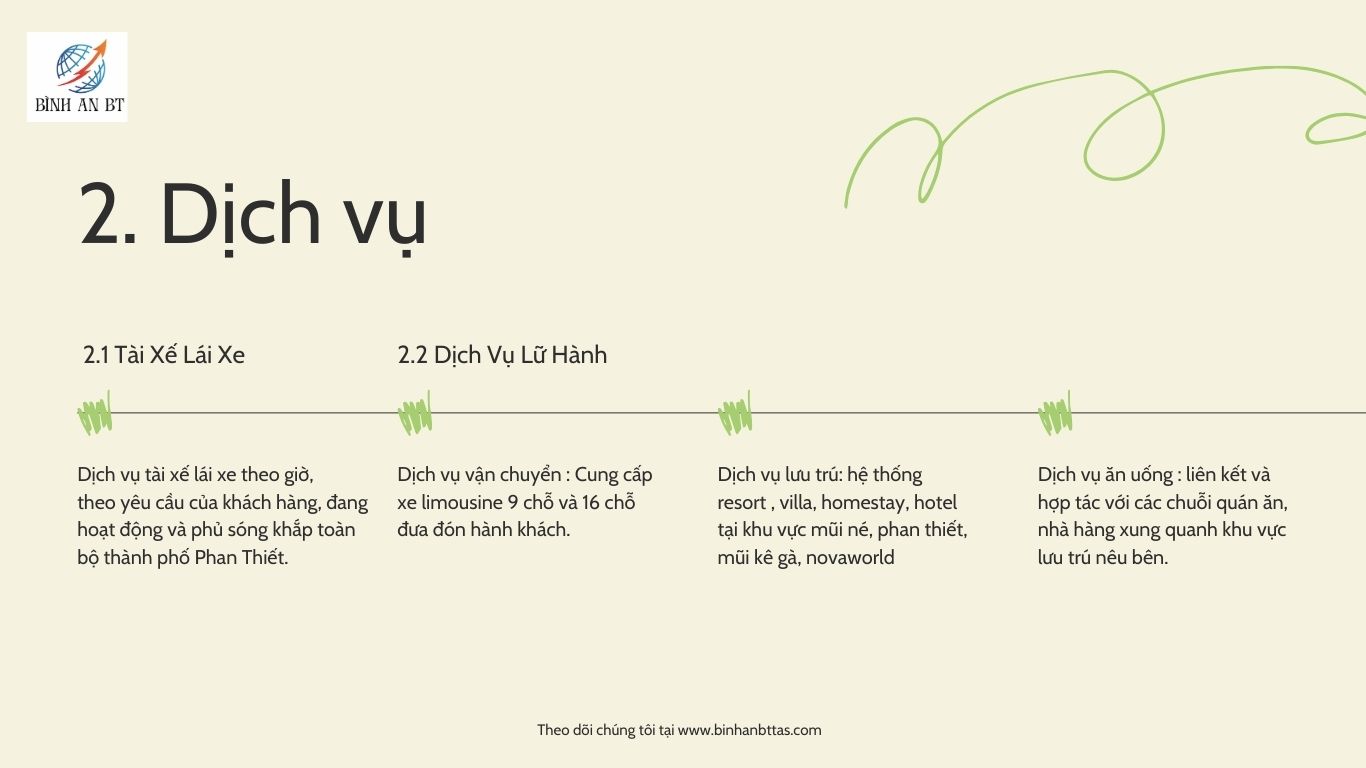 BÌNH AN BT
2. Dịch vụ
2.1 Tài Xế Lái Xe
2.2 Dịch Vụ Lữ Hành
Dịch vụ tài xế lái xe theo giờ,
theo yêu cầu của khách hàng, đang
hoạt động và phủ sóng khắp toàn
bộ thành phố Phan Thiết.
Dịch vụ vận chuyển : Cung cấp
xe limousine 9 chỗ và 16 chỗ
đưa đón hành khách.
Dịch vụ lưu trú: hệ thống
resort , villa, homestay, hotel
tại khu vực mũi né, phan thiết,
mũi kê gà, novaworld
Dịch vụ ăn uống : liên kết và
hợp tác với các chuỗi quán ăn,
nhà hàng xung quanh khu vực
lưu trú nêu bên.
Theo dõi chúng tôi tại www.binhanbttas.com